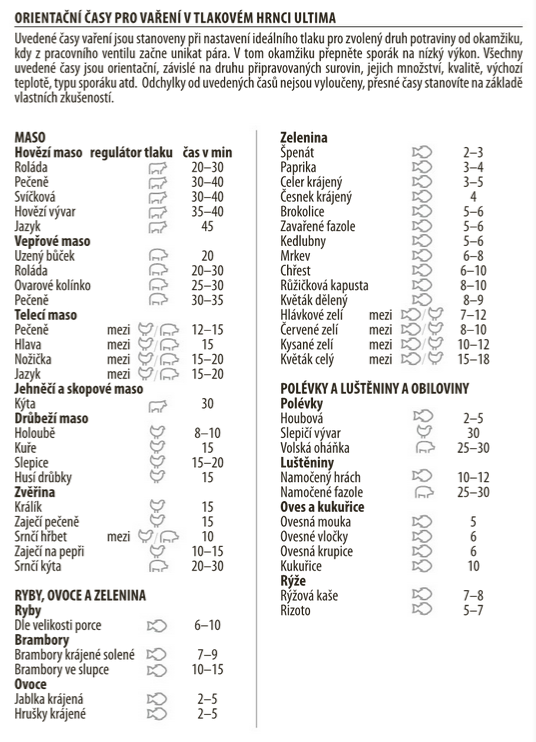 ORIENTAČNÍ ČASY PRO VAŘENÍ V TLAKOVÉM HRNCI ULTIMA
Uvedené časy vaření jsou stanoveny při nastavení ideálního tlaku pro zvolený druh potraviny od okamžiku,
kdy z pracovního ventilu začne unikat pára. V tom okamžiku přepněte sporák na nízký výkon. Všechny
uvedené časy jsou orientační, závislé na druhu připravovaných surovin, jejich množství, kvalitě, výchozí
teplotě, typu sporáku atd. Odchylky od uvedených časů nejsou vyloučeny, přesné časy stanovíte na základě
vlastních zkušeností.
MASO
Hovězí maso regulátor tlaku čas v min
Roláda 20–30
Pečeně 30–40
Svíčková 30–40
Hovězí vývar 35–40
Jazyk 45
Vepřové maso
Uzený bůček 20
Roláda 20–30
Ovarové kolínko 25–30
Pečeně 30–35
Telecí maso
Pečeně mezi / 12–15
Hlava mezi / 15
Nožička mezi / 15–20
Jazyk mezi / 15–20
Jehněčí a skopové maso
Kýta 30
Drůbeží maso
Holoubě 8–10
Kuře 15
Slepice 15–20
Husí drůbky 15
Zvěřina
Králík 15
Zaječí pečeně 15
Srnčí hřbet mezi / 10
Zaječí na pepři 10–15
Srnčí kýta 20–30
RYBY, OVOCE A ZELENINA
Ryby
Dle velikosti porce 6–10
Brambory
Brambory krájené solené 7–9
Brambory ve slupce 10–15
Ovoce
Jablka krájená 2–5
Hrušky krájené 2–5
Zelenina
Špenát 2–3
Paprika 3–4
Celer krájený 3–5
Česnek krájený 4
Brokolice 5–6
Zavařené fazole 5–6
Kedlubny 5–6
Mrkev 6–8
Chřest 6–10
Růžičková kapusta 8–10
Květák dělený 8–9
Hlávkové zelí mezi / 7–12
Červené zelí mezi / 8–10
Kysané zelí mezi / 10–12
Květák celý mezi / 15–18
POLÉVKY A LUŠTĚNINY A OBILOVINY
Polévky
Houbová 2–5
Slepičí vývar 30
Volská oháňka 25–30
Luštěniny
Namočený hrách 10–12
Namočené fazole 25–30
Oves a kukuřice
Ovesná mouka 5
Ovesné vločky 6
Ovesná krupice 6
Kukuřice 10
Rýže
Rýžová kaše 7–8
Rizoto 5–7